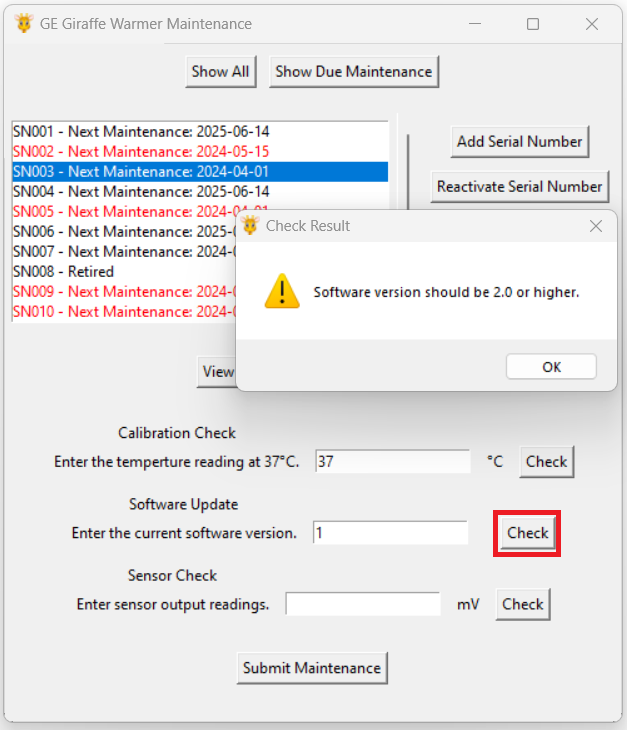 GE Giraffe Warmer Maintenance
Show All
Show Due Maintenance
SN001 - Next Maintenance: 2025-06-14
SN002 - Next Maintenance: 2024-05-15
SN003 - Next Maintenance: 2024-04-01
SN004 - Next Maintenance: 2025-06-14
SN005 - Next Maintenance: 2024-04-01
SN006 - Next Maintenance: 2025-0
SN007 - Next Maintenance: 2024-0
SN008 - Retired
SN009 - Next Maintenance: 2024-0
SN010 - Next Maintenance: 2024-0
Add Serial Number
Reactivate Serial Number
Check Result
Software version should be 2.0 or higher.
OK
View
Calibration Check
Enter the temperture reading at 37°C. 37 °C Check
Software Update
Enter the current software version. 1 Check
Sensor Check
Enter sensor output readings. mV Check
Submit Maintenance